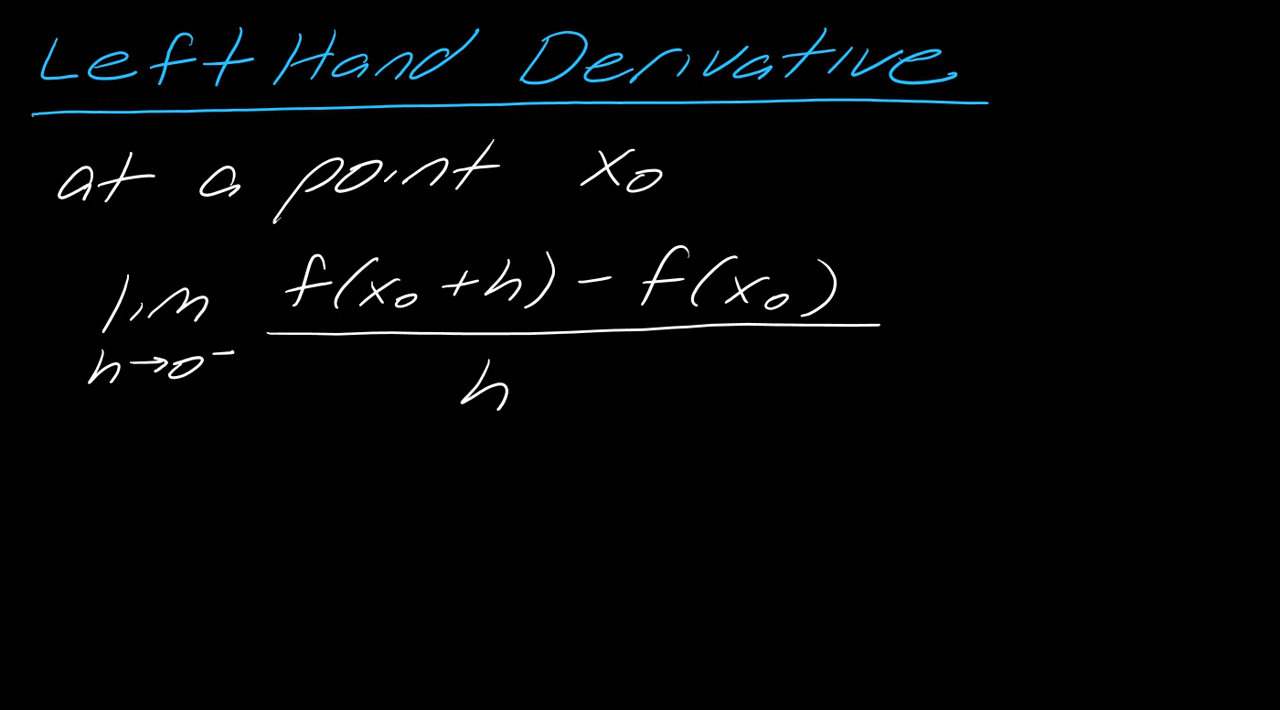 Left Hand Derivative
at a point x₀
lim h→0⁻ (f(x₀+h) - f(x₀)) / h